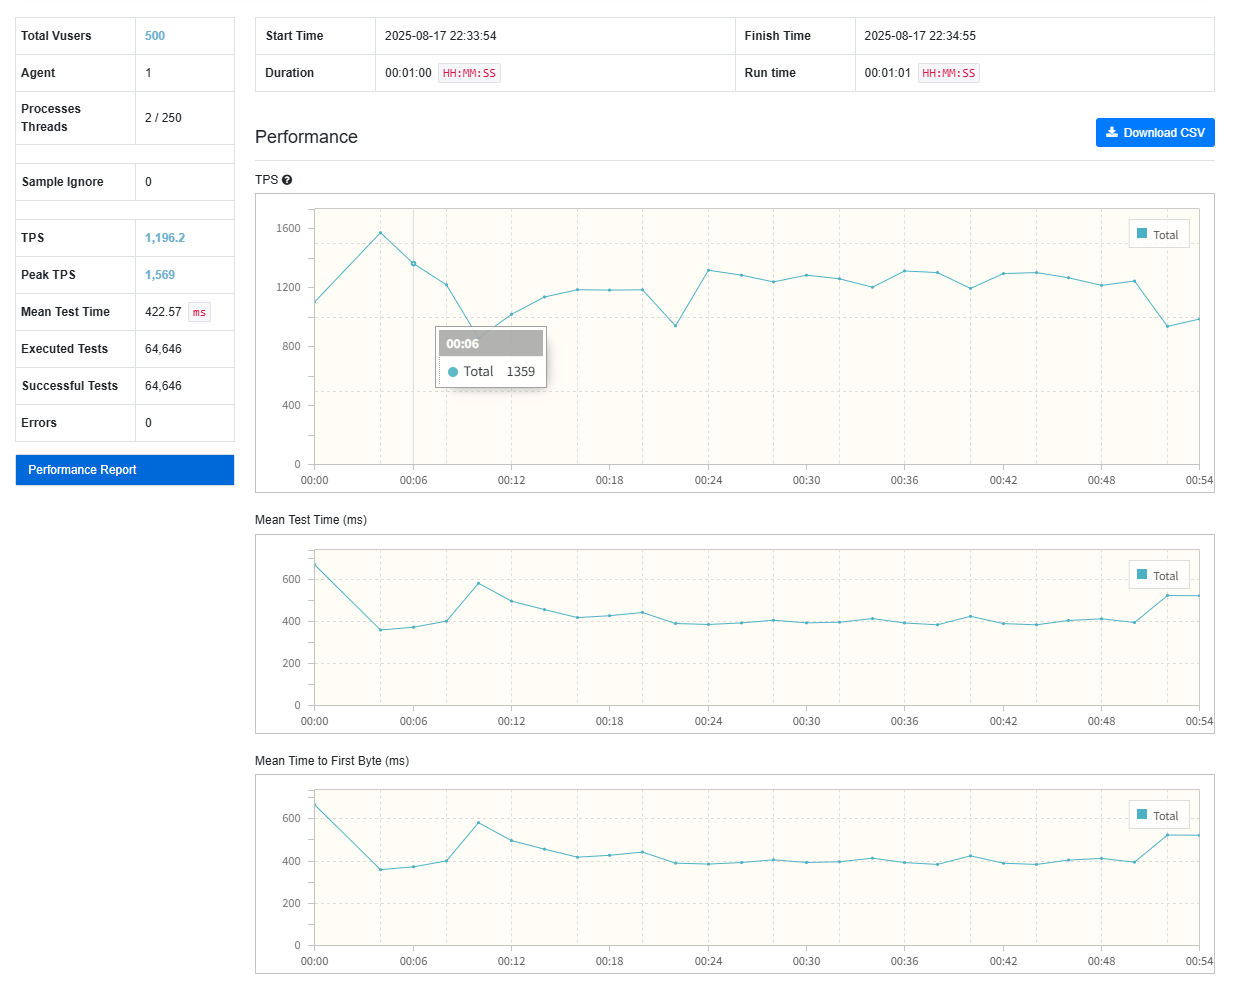 Total Vusers 500
Agent 1
Processes Threads 2 / 250
Sample Ignore 0
TPS 1,196.2
Peak TPS 1,569
Mean Test Time 422.57 ms
Executed Tests 64,646
Successful Tests 64,646
Errors 0
Performance Report
Start Time 2025-08-17 22:33:54 Finish Time 2025-08-17 22:34:55
Duration 00:01:00 HH:MM:SS Run time 00:01:01 HH:MM:SS
Performance
Download CSV
TPS
1600
1200
800
400
0
Total
00:06
Total 1359
00:00 00:06 00:12 00:18 00:24 00:30 00:36 00:42 00:48 00:54
Mean Test Time (ms)
600
400
200
0
Total
00:00 00:06 00:12 00:18 00:24 00:30 00:36 00:42 00:48 00:54
Mean Time to First Byte (ms)
600
400
200
0
Total
00:00 00:06 00:12 00:18 00:24 00:30 00:36 00:42 00:48 00:54